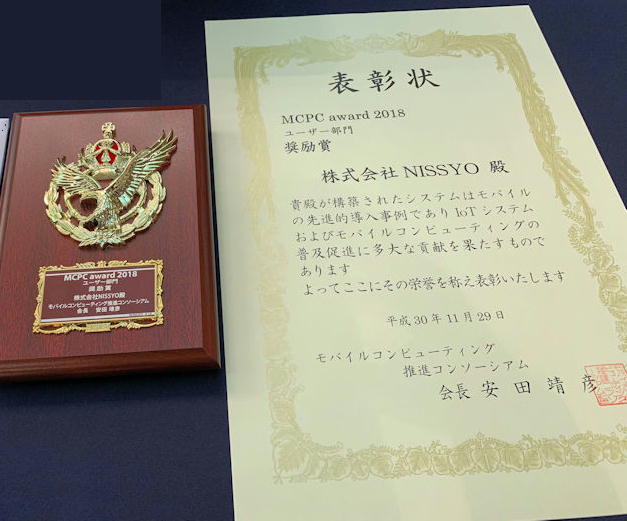 MCPC award 2018
ユーザー部門
奨励賞
株式会社NISSYO殿
モバイルコンピューティング推進コンソーシアム
会長 安田 靖彦
表彰状
MCPC award 2018
ユーザー部門
奨励賞
株式会社 NISSYO 殿
貴殿が構築されたシステムはモバイル
の先進的導入事例であり IoT システム
およびモバイルコンピューティングの
普及促進に多大な貢献を果たすもので
あります
よってここにその栄誉を称え表彰いたします
平成30年11月29日
モバイルコンピューティング
推進コンソーシアム
会長 安田 靖彦